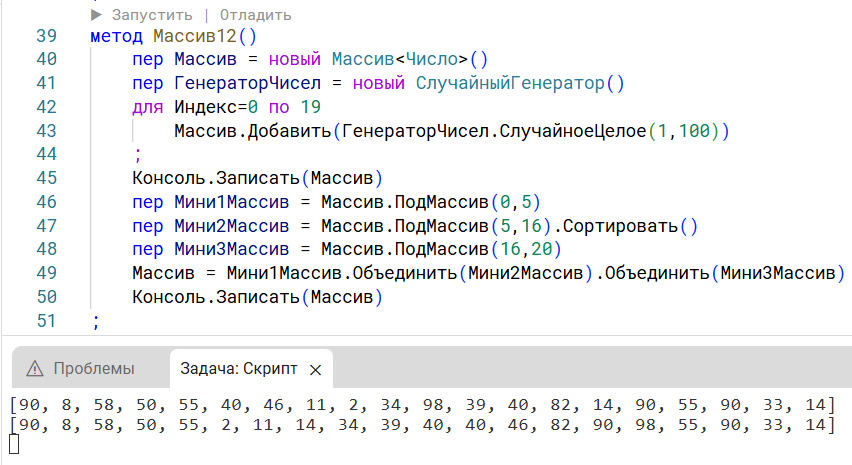 Запустить | Отладить
39 метод Массив12()
40 пер Массив = новый Массив<Число>()
41 пер ГенераторЧисел = новый СлучайныйГенератор()
42 для Индекс=0 по 19
43 Массив.Добавить(ГенераторЧисел.СлучайноеЦелое(1,100))
44 ;
45 Консоль.Записать(Массив)
46 пер Мини1Массив = Массив.ПодМассив(0,5)
47 пер Мини2Массив = Массив.ПодМассив(5,16).Сортировать()
48 пер Мини3Массив = Массив.ПодМассив(16,20)
49 Массив = Мини1Массив.Объединить(Мини2Массив).Объединить(Мини3Массив)
50 Консоль.Записать(Массив)
51 ;
Проблемы Задача: Скрипт ×
[90, 8, 58, 50, 55, 40, 46, 11, 2, 34, 98, 39, 40, 82, 14, 90, 55, 90, 33, 14]
[90, 8, 58, 50, 55, 2, 11, 14, 34, 39, 40, 40, 46, 82, 90, 98, 55, 90, 33, 14]